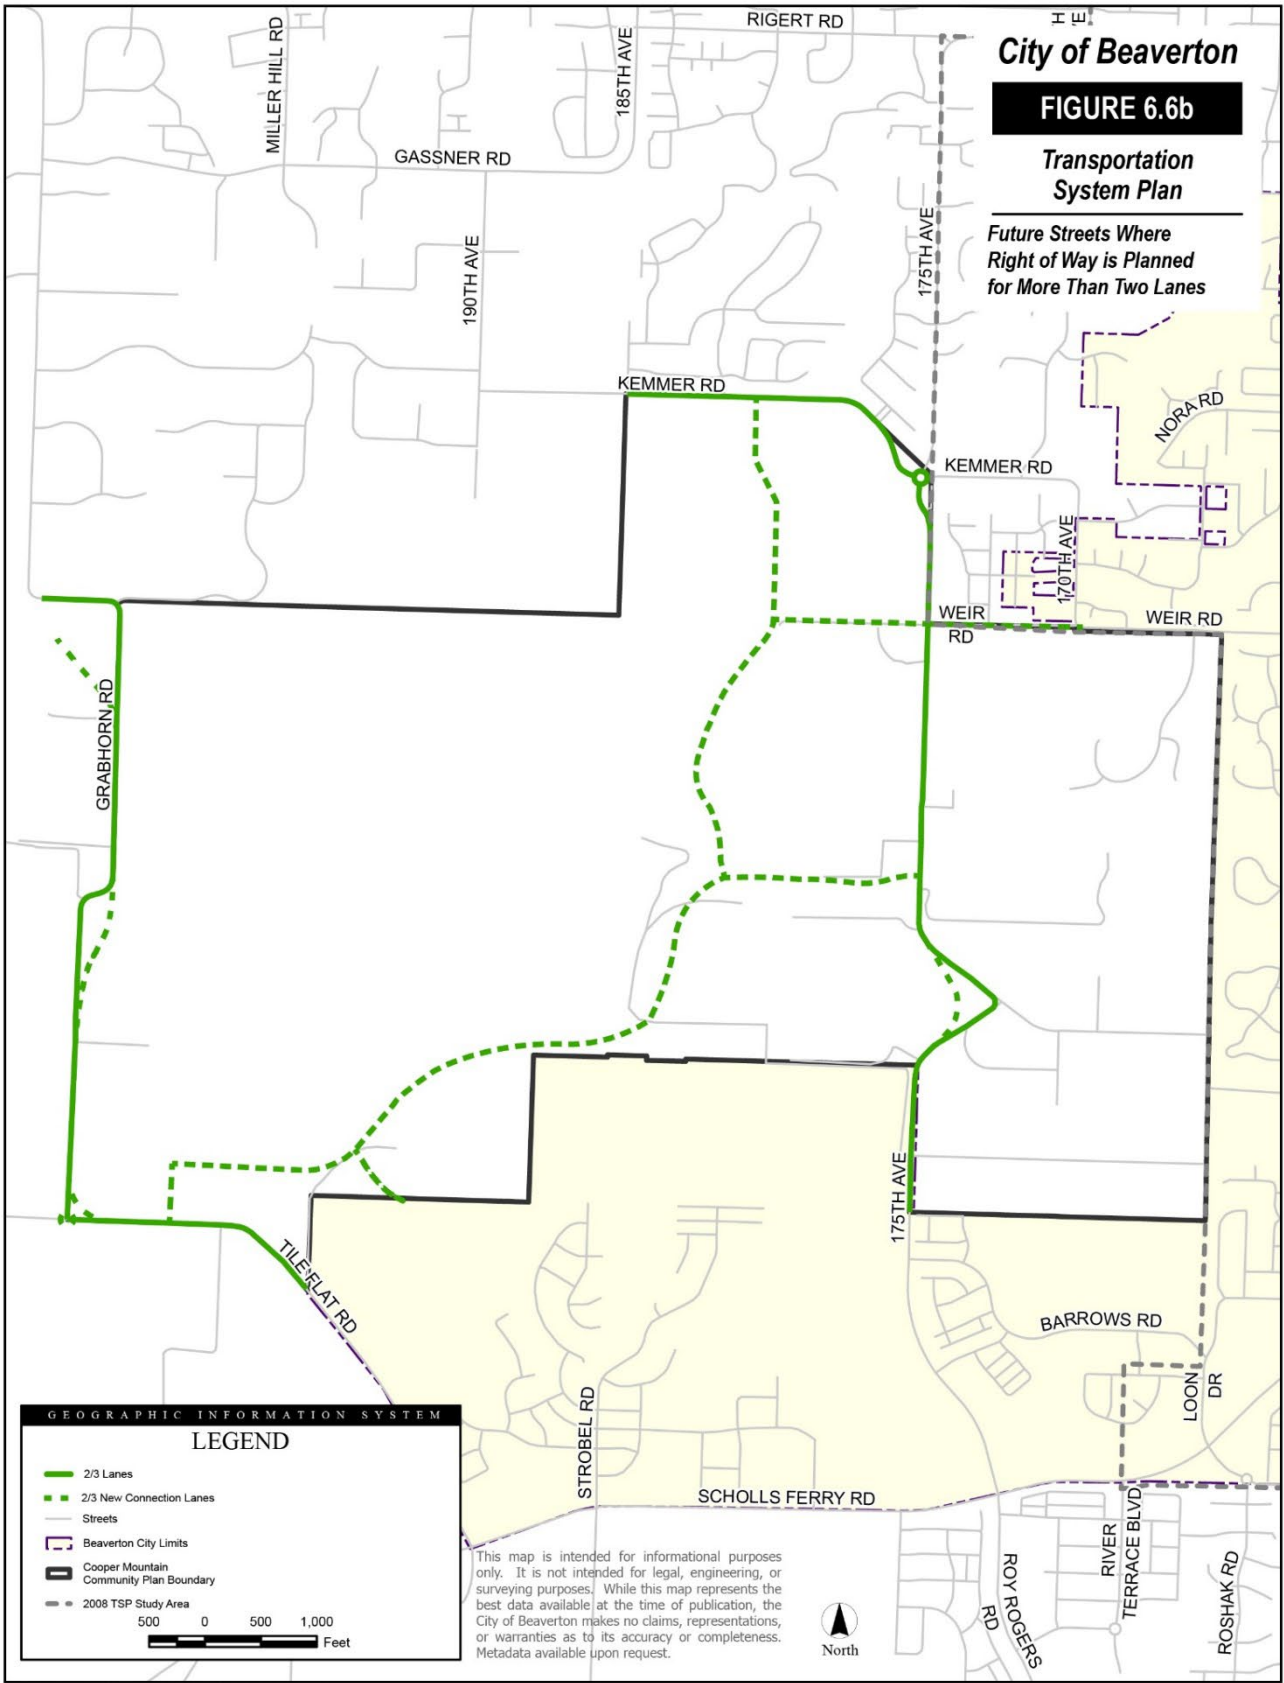 RIGERT RD
H
E
City of Beaverton
FIGURE 6.6b
Transportation
System Plan
Future Streets Where
Right of Way is Planned
for More Than Two Lanes
MILLER HILL RD
185TH AVE
GASSNER RD
190TH AVE
175TH AVE
KEMMER RD
NORA RD
KEMMER RD
170TH AVE
WEIR
RD
WEIR RD
GRABHORN RD
175TH AVE
TILE FLAT RD
BARROWS RD
LOON
DR
STROBEL RD
SCHOLLS FERRY RD
RIVER
TERRACE BLVD
ROY ROGERS
RD
ROSHAK RD
GEOGRAPHIC INFORMATION SYSTEM
LEGEND
2/3 Lanes
2/3 New Connection Lanes
Streets
Beaverton City Limits
Cooper Mountain
Community Plan Boundary
2008 TSP Study Area
500 0 500 1,000
Feet
This map is intended for informational purposes
only. It is not intended for legal, engineering, or
surveying purposes. While this map represents the
best data available at the time of publication, the
City of Beaverton makes no claims, representations,
or warranties as to its accuracy or completeness.
Metadata available upon request.
North